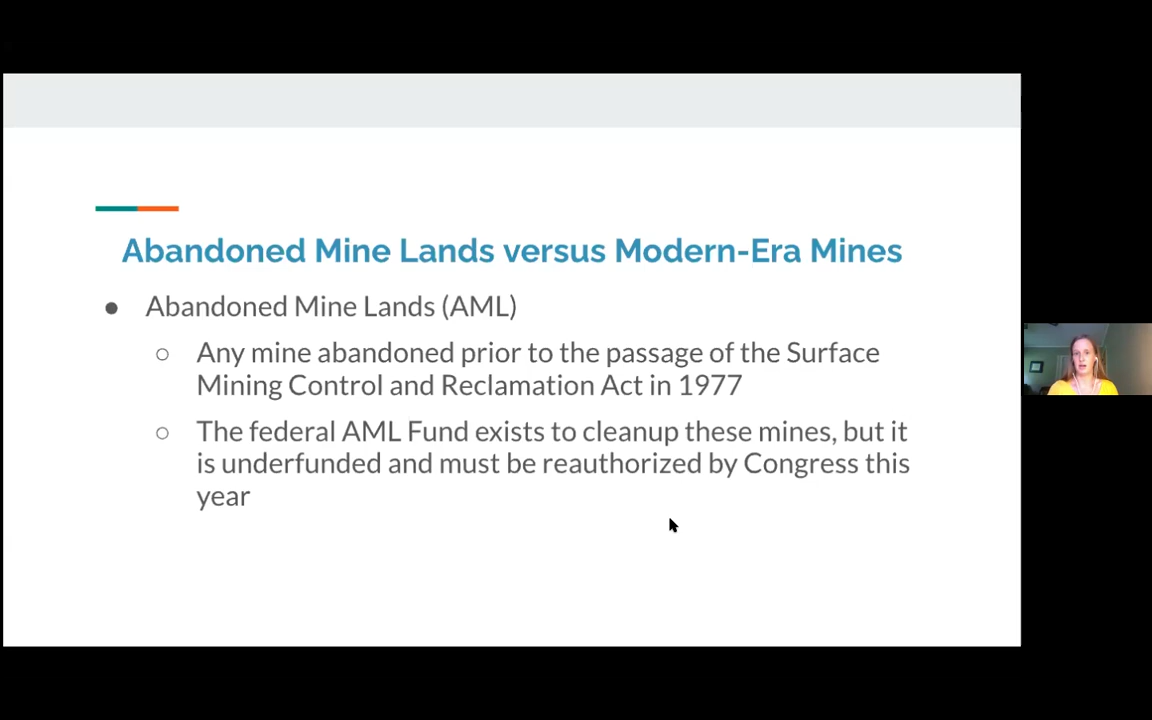 Abandoned Mine Lands versus Modern-Era Mines
● Abandoned Mine Lands (AML)
○ Any mine abandoned prior to the passage of the Surface
Mining Control and Reclamation Act in 1977
○ The federal AML Fund exists to cleanup these mines, but it
is underfunded and must be reauthorized by Congress this
year